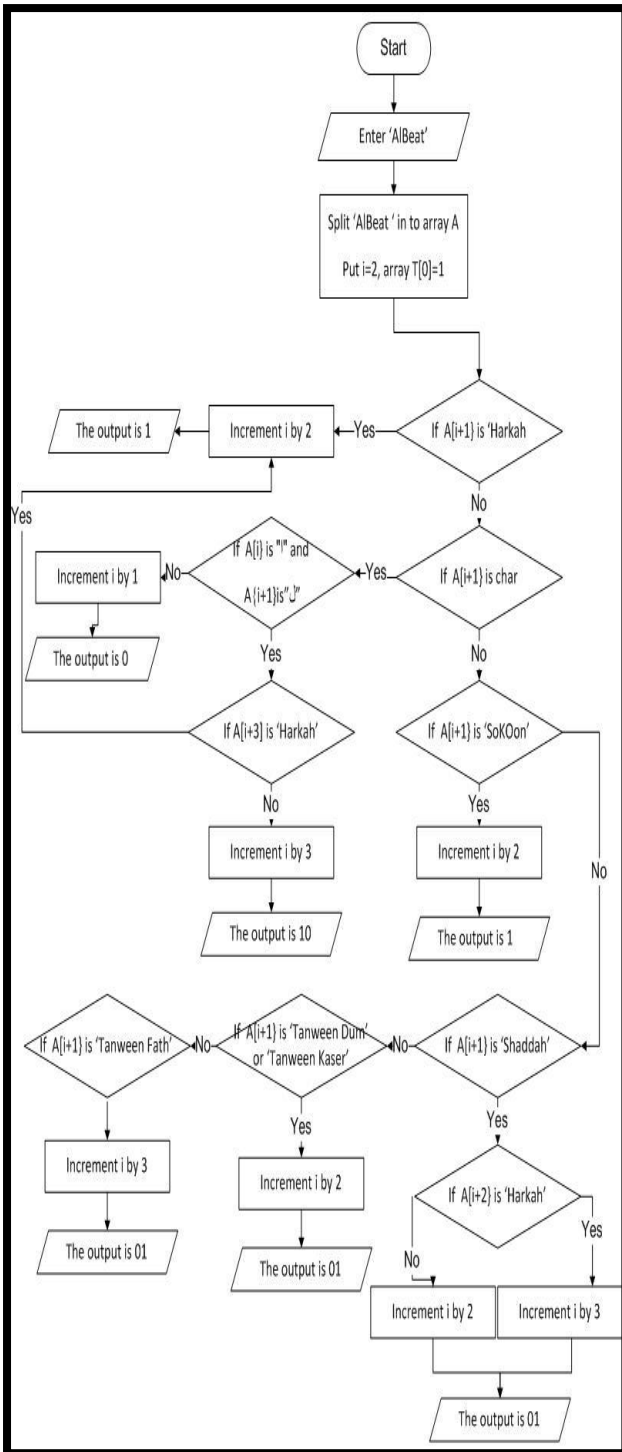 Start
Enter ‘AlBeat’
Split ‘AlBeat ‘ in to array A
Put i=2, array T[0]=1
If A[i+1} is ‘Harkah
Yes
Increment i by 2
The output is 1
No
Yes
If A[i+1} is char
Yes
If A[i} is "ا" and
A{i+1}is”ل”
No
Increment i by 1
The output is 0
Yes
No
If A[i+3] is ‘Harkah’
If A[i+1} is ‘SoKOon’
No
Yes
Increment i by 3
Increment i by 2
No
The output is 10
The output is 1
If A[i+1} is ‘Tanween Fath’
No
If A[i+1} is ‘Tanween Dum’
or ‘Tanween Kaser’
No
If A[i+1} is ‘Shaddah’
Yes
Yes
Increment i by 3
Increment i by 2
If A[i+2} is ‘Harkah’
The output is 01
The output is 01
No
Yes
Increment i by 2
Increment i by 3
The output is 01